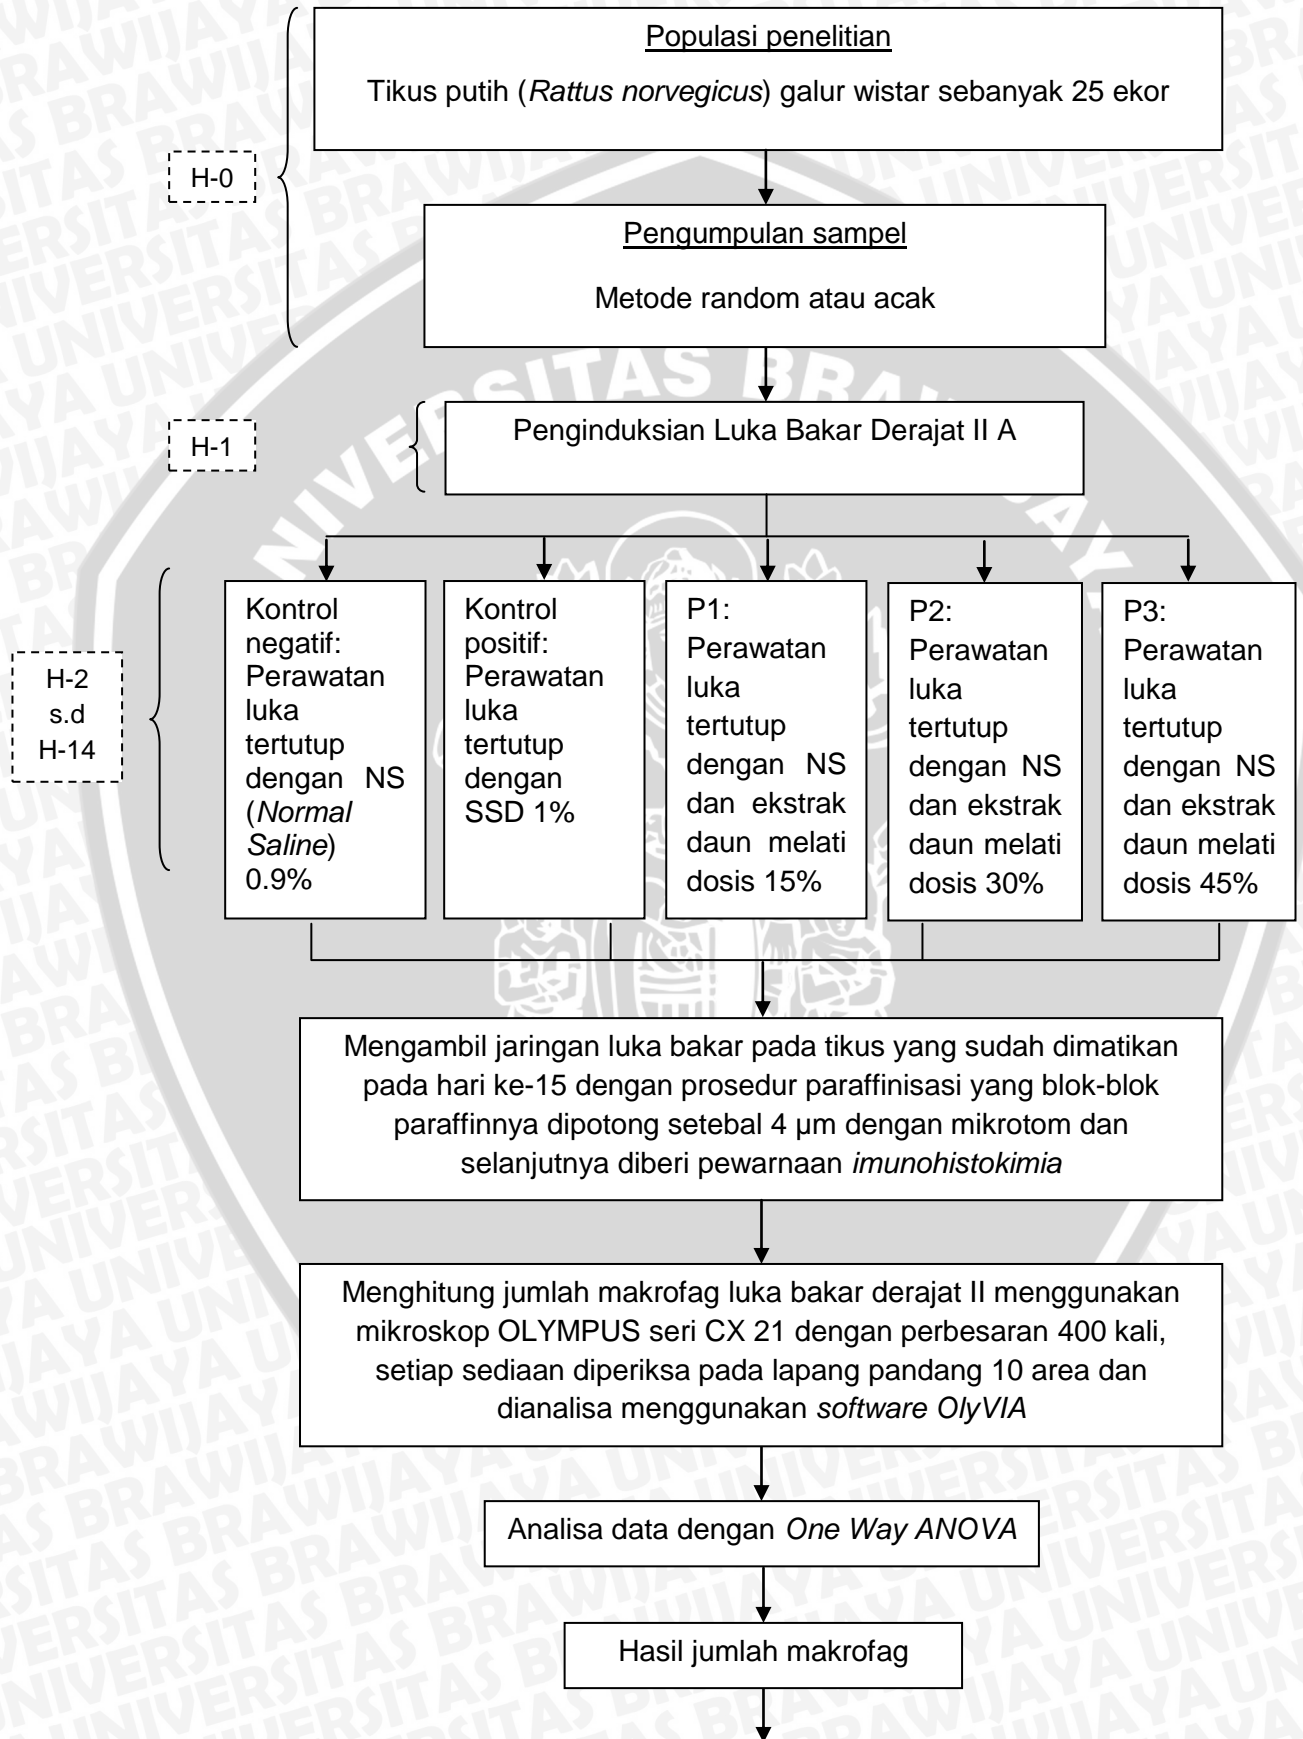 Populasi penelitian
Tikus putih (Rattus norvegicus) galur wistar sebanyak 25 ekor
H-0
Pengumpulan sampel
Metode random atau acak
H-1
Penginduksian Luka Bakar Derajat II A
H-2
s.d
H-14
Kontrol
negatif:
Perawatan
luka
tertutup
dengan NS
(Normal
Saline)
0.9%
Kontrol
positif:
Perawatan
luka
tertutup
dengan
SSD 1%
P1:
Perawatan
luka
tertutup
dengan NS
dan ekstrak
daun melati
dosis 15%
P2:
Perawatan
luka
tertutup
dengan NS
dan ekstrak
daun melati
dosis 30%
P3:
Perawatan
luka
tertutup
dengan NS
dan ekstrak
daun melati
dosis 45%
Mengambil jaringan luka bakar pada tikus yang sudah dimatikan
pada hari ke-15 dengan prosedur paraffinisasi yang blok-blok
paraffinnya dipotong setebal 4 µm dengan mikrotom dan
selanjutnya diberi pewarnaan imunohistokimia
Menghitung jumlah makrofag luka bakar derajat II menggunakan
mikroskop OLYMPUS seri CX 21 dengan perbesaran 400 kali,
setiap sediaan diperiksa pada lapang pandang 10 area dan
dianalisa menggunakan software OlyVIA
Analisa data dengan One Way ANOVA
Hasil jumlah makrofag